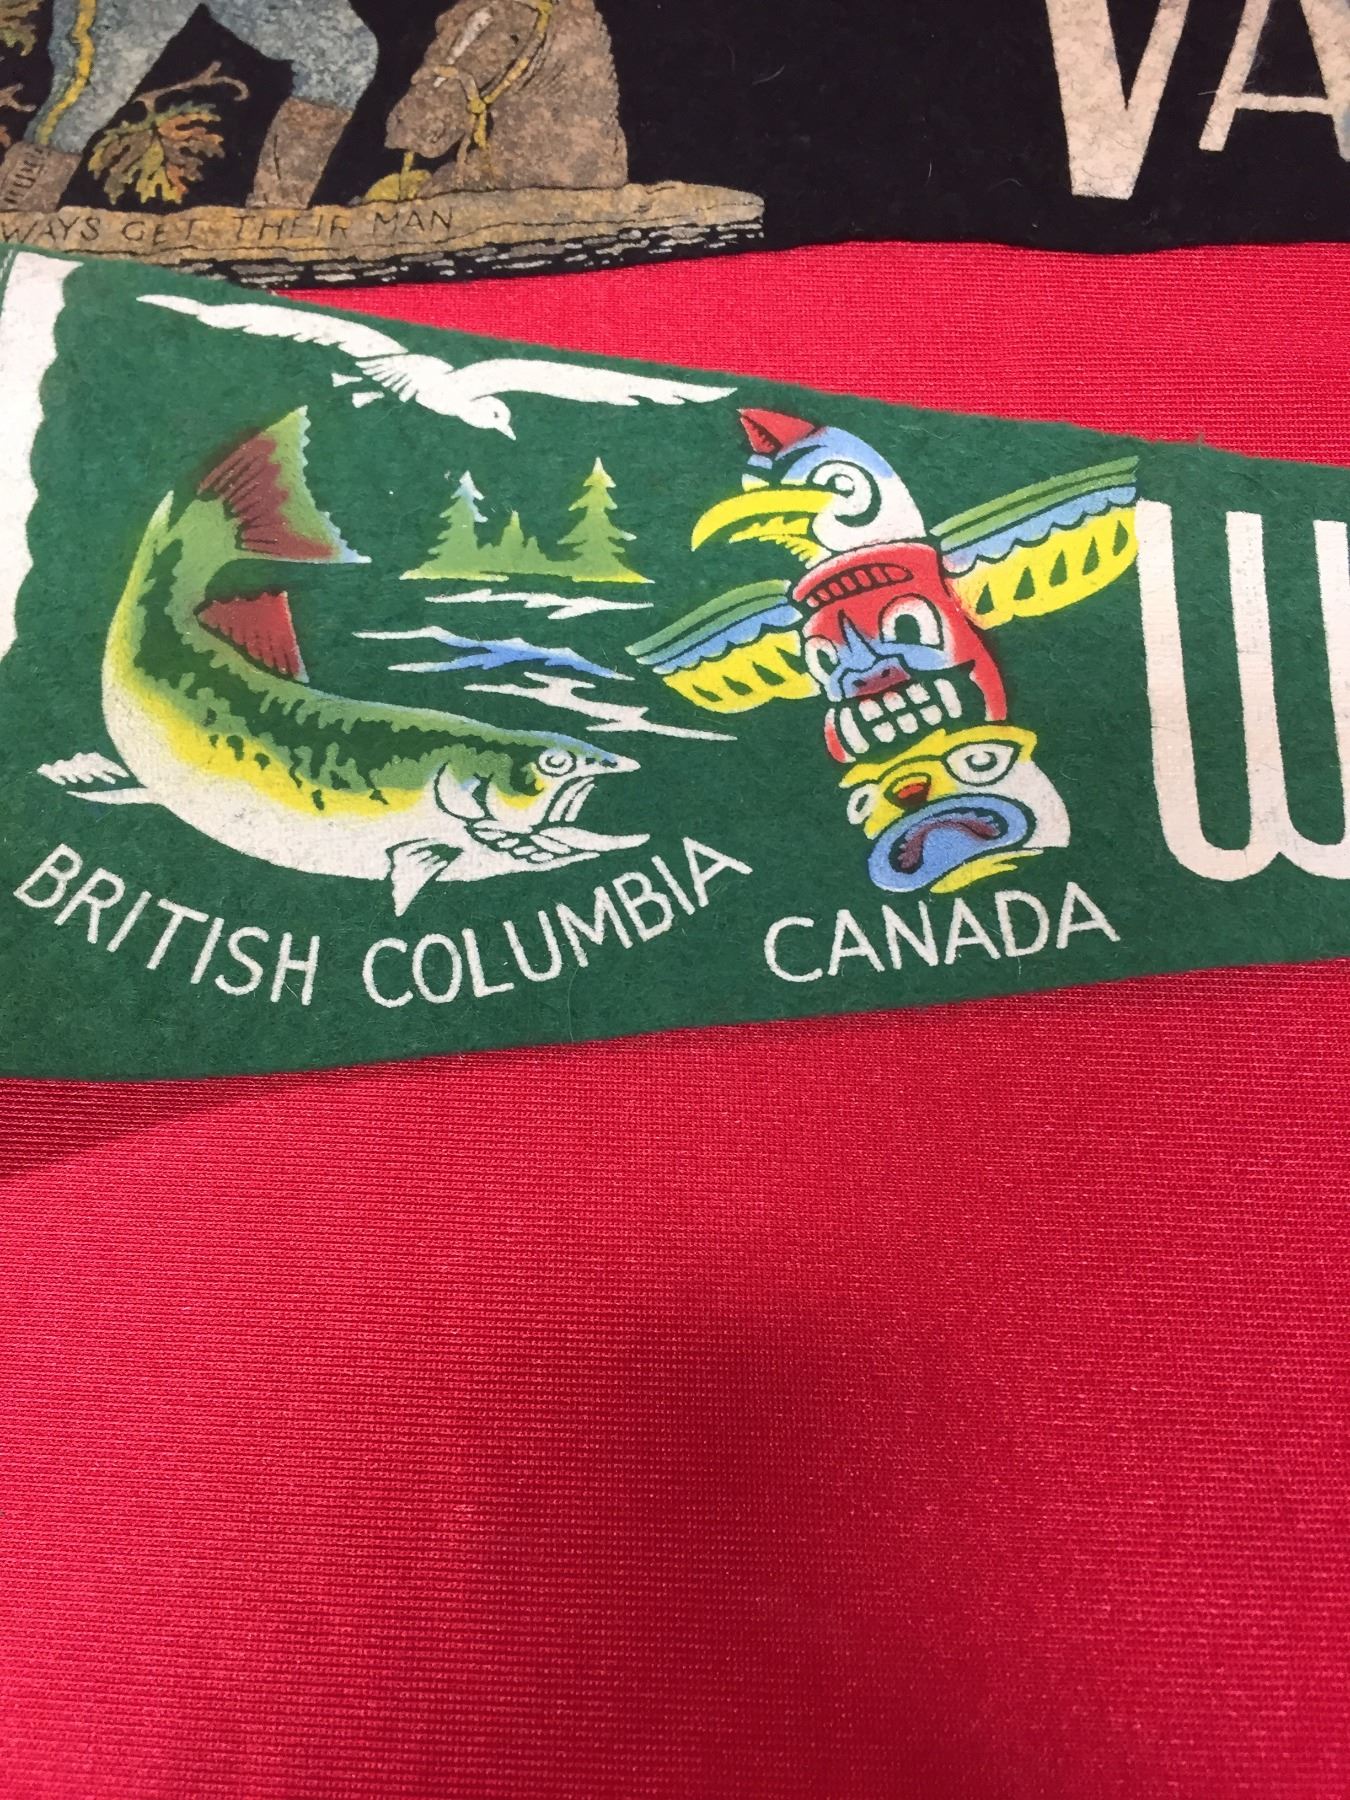 VA
WAYS GET THEIR MAN
BRITISH COLUMBIA
CANADA
W